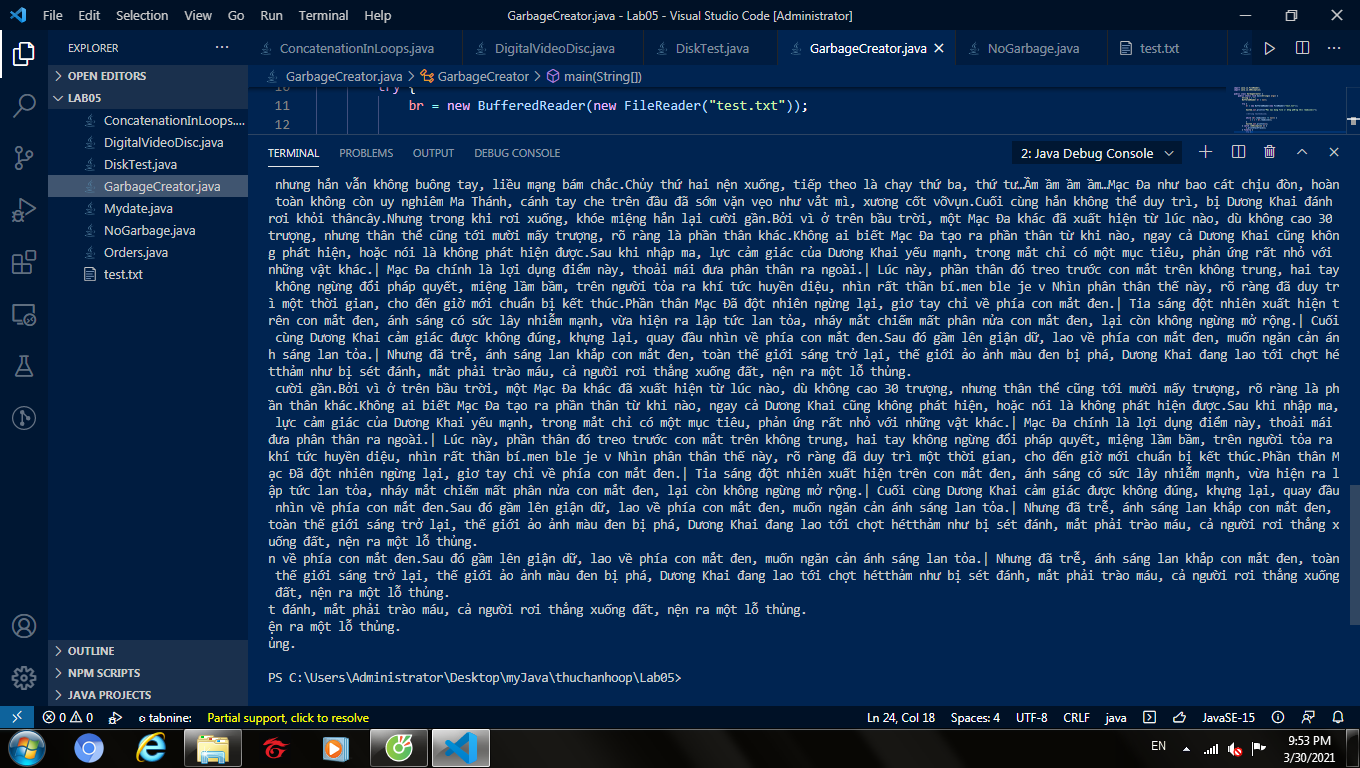 File Edit Selection View Go Run Terminal Help GarbageCreator.java - Lab05 - Visual Studio Code [Administrator]
EXPLORER ...
OPEN EDITORS
LAB05
ConcatenationInLoops....
DigitalVideoDisc.java
DiskTest.java
GarbageCreator.java
Mydate.java
NoGarbage.java
Orders.java
test.txt
OUTLINE
NPM SCRIPTS
JAVA PROJECTS
ConcatenationInLoops.java DigitalVideoDisc.java DiskTest.java GarbageCreator.java NoGarbage.java test.txt
GarbageCreator.java > GarbageCreator > main(String[])
10 try {
11 br = new BufferedReader(new FileReader("test.txt"));
12
TERMINAL PROBLEMS OUTPUT DEBUG CONSOLE 2: Java Debug Console
nhưng hắn vẫn không buông tay, liều mạng bám chắc.Chùy thứ hai nện xuống, tiếp theo là chạy thứ ba, thứ tư…Ầm ầm ầm ầm…Mạc Đa như bao cát chịu đòn, hoàn
toàn không còn uy nghiêm Ma Thánh, cánh tay che trên đầu đã sớm vặn vẹo như vắt mì, xương cốt vỡvụn.Cuối cùng hắn không thể duy trì, bị Dương Khai đánh
rơi khỏi thâncây.Nhưng trong khi rơi xuống, khóe miệng hắn lại cười gằn.Bởi vì ở trên bầu trời, một Mạc Đa khác đã xuất hiện từ lúc nào, dù không cao 30
trượng, nhưng thân thể cũng tới mười mấy trượng, rõ ràng là phần thân khác.Không ai biết Mạc Đa tạo ra phần thân từ khi nào, ngay cả Dương Khai cũng khôn
g phát hiện, hoặc nói là không phát hiện được.Sau khi nhập ma, lực cảm giác của Dương Khai yếu mạnh, trong mắt chỉ có một mục tiêu, phản ứng rất nhỏ với
những vật khác.| Mạc Đa chính là lợi dụng điểm này, thoải mái đưa phân thân ra ngoài.| Lúc này, phần thân đó treo trước con mắt trên không trung, hai tay
không ngừng đổi pháp quyết, miệng lầm bầm, trên người tỏa ra khí tức huyền diệu, nhìn rất thần bí.men ble je v Nhìn phân thân thế này, rõ ràng đã duy tr
ì một thời gian, cho đến giờ mới chuẩn bị kết thúc.Phần thân Mạc Đã đột nhiên ngừng lại, giơ tay chỉ về phía con mắt đen.| Tia sáng đột nhiên xuất hiện t
rên con mắt đen, ánh sáng có sức lây nhiễm mạnh, vừa hiện ra lập tức lan tỏa, nháy mắt chiếm mất phân nửa con mắt đen, lại còn không ngừng mở rộng.| Cuối
cùng Dương Khai cảm giác được không đúng, khựng lại, quay đầu nhìn về phía con mắt đen.Sau đó gầm lên giận dữ, lao về phía con mắt đen, muốn ngăn cản án
h sáng lan tỏa.| Nhưng đã trễ, ánh sáng lan khắp con mắt đen, toàn thế giới sáng trở lại, thế giới ảo ảnh màu đen bị phá, Dương Khai đang lao tới chợt hé
tthảm như bị sét đánh, mắt phải trào máu, cả người rơi thẳng xuống đất, nện ra một lỗ thủng.
cười gằn.Bởi vì ở trên bầu trời, một Mạc Đa khác đã xuất hiện từ lúc nào, dù không cao 30 trượng, nhưng thân thể cũng tới mười mấy trượng, rõ ràng là ph
ần thân khác.Không ai biết Mạc Đa tạo ra phần thân từ khi nào, ngay cả Dương Khai cũng không phát hiện, hoặc nói là không phát hiện được.Sau khi nhập ma,
lực cảm giác của Dương Khai yếu mạnh, trong mắt chỉ có một mục tiêu, phản ứng rất nhỏ với những vật khác.| Mạc Đa chính là lợi dụng điểm này, thoải mái
đưa phân thân ra ngoài.| Lúc này, phần thân đó treo trước con mắt trên không trung, hai tay không ngừng đổi pháp quyết, miệng lầm bầm, trên người tỏa ra
khí tức huyền diệu, nhìn rất thần bí.men ble je v Nhìn phân thân thế này, rõ ràng đã duy trì một thời gian, cho đến giờ mới chuẩn bị kết thúc.Phần thân M
ạc Đã đột nhiên ngừng lại, giơ tay chỉ về phía con mắt đen.| Tia sáng đột nhiên xuất hiện trên con mắt đen, ánh sáng có sức lây nhiễm mạnh, vừa hiện ra l
ập tức lan tỏa, nháy mắt chiếm mất phân nửa con mắt đen, lại còn không ngừng mở rộng.| Cuối cùng Dương Khai cảm giác được không đúng, khựng lại, quay đầu
nhìn về phía con mắt đen.Sau đó gầm lên giận dữ, lao về phía con mắt đen, muốn ngăn cản ánh sáng lan tỏa.| Nhưng đã trễ, ánh sáng lan khắp con mắt đen,
toàn thế giới sáng trở lại, thế giới ảo ảnh màu đen bị phá, Dương Khai đang lao tới chợt hétthảm như bị sét đánh, mắt phải trào máu, cả người rơi thẳng x
uống đất, nện ra một lỗ thủng.
n về phía con mắt đen.Sau đó gầm lên giận dữ, lao về phía con mắt đen, muốn ngăn cản ánh sáng lan tỏa.| Nhưng đã trễ, ánh sáng lan khắp con mắt đen, toàn
thế giới sáng trở lại, thế giới ảo ảnh màu đen bị phá, Dương Khai đang lao tới chợt hétthảm như bị sét đánh, mắt phải trào máu, cả người rơi thẳng xuống
đất, nện ra một lỗ thủng.
t đánh, mắt phải trào máu, cả người rơi thẳng xuống đất, nện ra một lỗ thủng.
ện ra một lỗ thủng.
ủng.
PS C:\Users\Administrator\Desktop\myJava\thuchanhoop\Lab05>
0 0 tabnine: Partial support, click to resolve Ln 24, Col 18 Spaces: 4 UTF-8 CRLF java JavaSE-15
EN 9:53 PM
3/30/2021